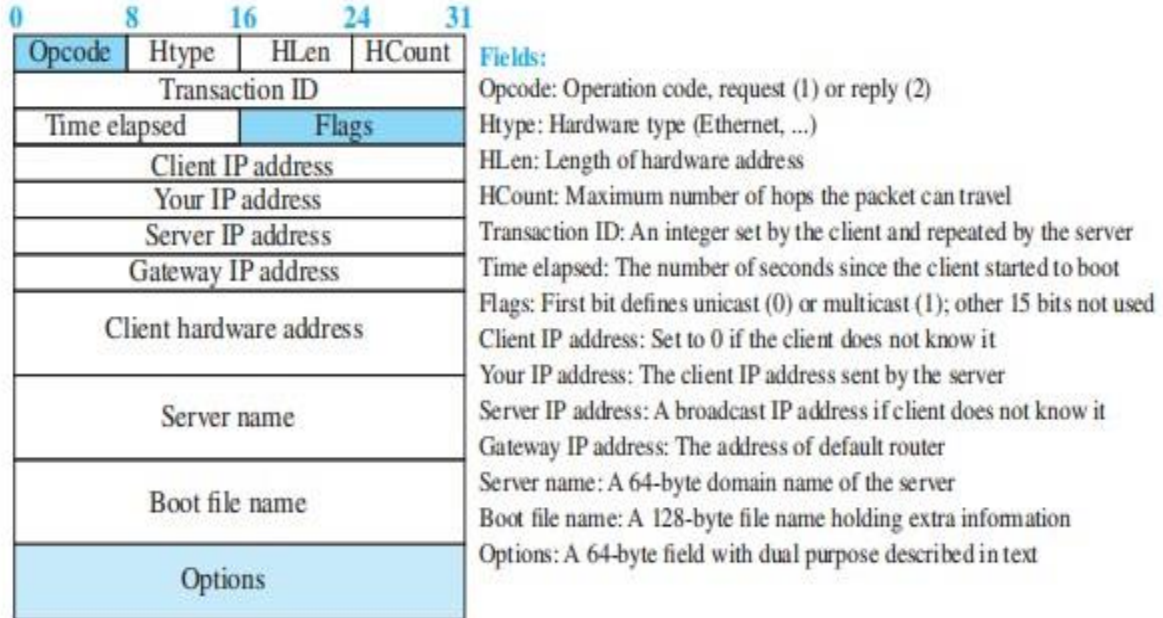 0 8 16 24 31
Opcode Htype HLen HCount
Transaction ID
Time elapsed Flags
Client IP address
Your IP address
Server IP address
Gateway IP address
Client hardware address
Server name
Boot file name
Options
Fields:
Opcode: Operation code, request (1) or reply (2)
Htype: Hardware type (Ethernet, ...)
HLen: Length of hardware address
HCount: Maximum number of hops the packet can travel
Transaction ID: An integer set by the client and repeated by the server
Time elapsed: The number of seconds since the client started to boot
Flags: First bit defines unicast (0) or multicast (1); other 15 bits not used
Client IP address: Set to 0 if the client does not know it
Your IP address: The client IP address sent by the server
Server IP address: A broadcast IP address if client does not know it
Gateway IP address: The address of default router
Server name: A 64-byte domain name of the server
Boot file name: A 128-byte file name holding extra information
Options: A 64-byte field with dual purpose described in text